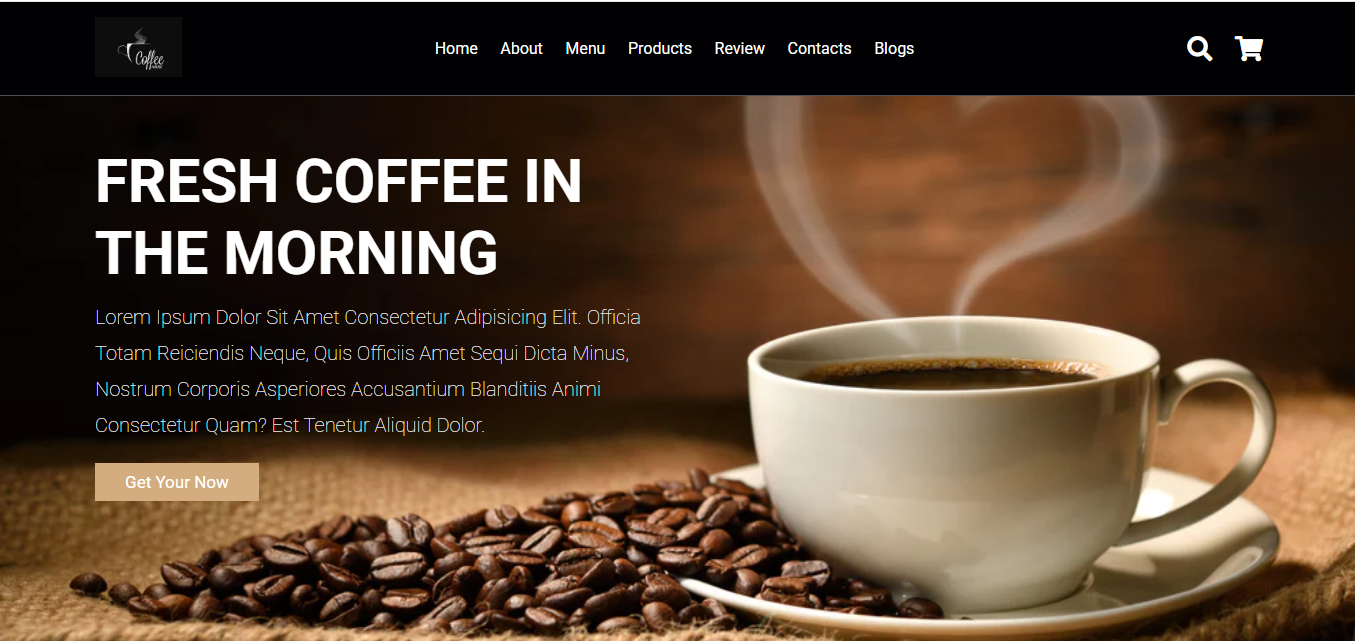 Coffee
Home About Menu Products Review Contacts Blogs
FRESH COFFEE IN
THE MORNING
Lorem Ipsum Dolor Sit Amet Consectetur Adipisicing Elit. Officia
Totam Reiciendis Neque, Quis Officiis Amet Sequi Dicta Minus,
Nostrum Corporis Asperiores Accusantium Blanditiis Animi
Consectetur Quam? Est Tenetur Aliquid Dolor.
Get Your Now